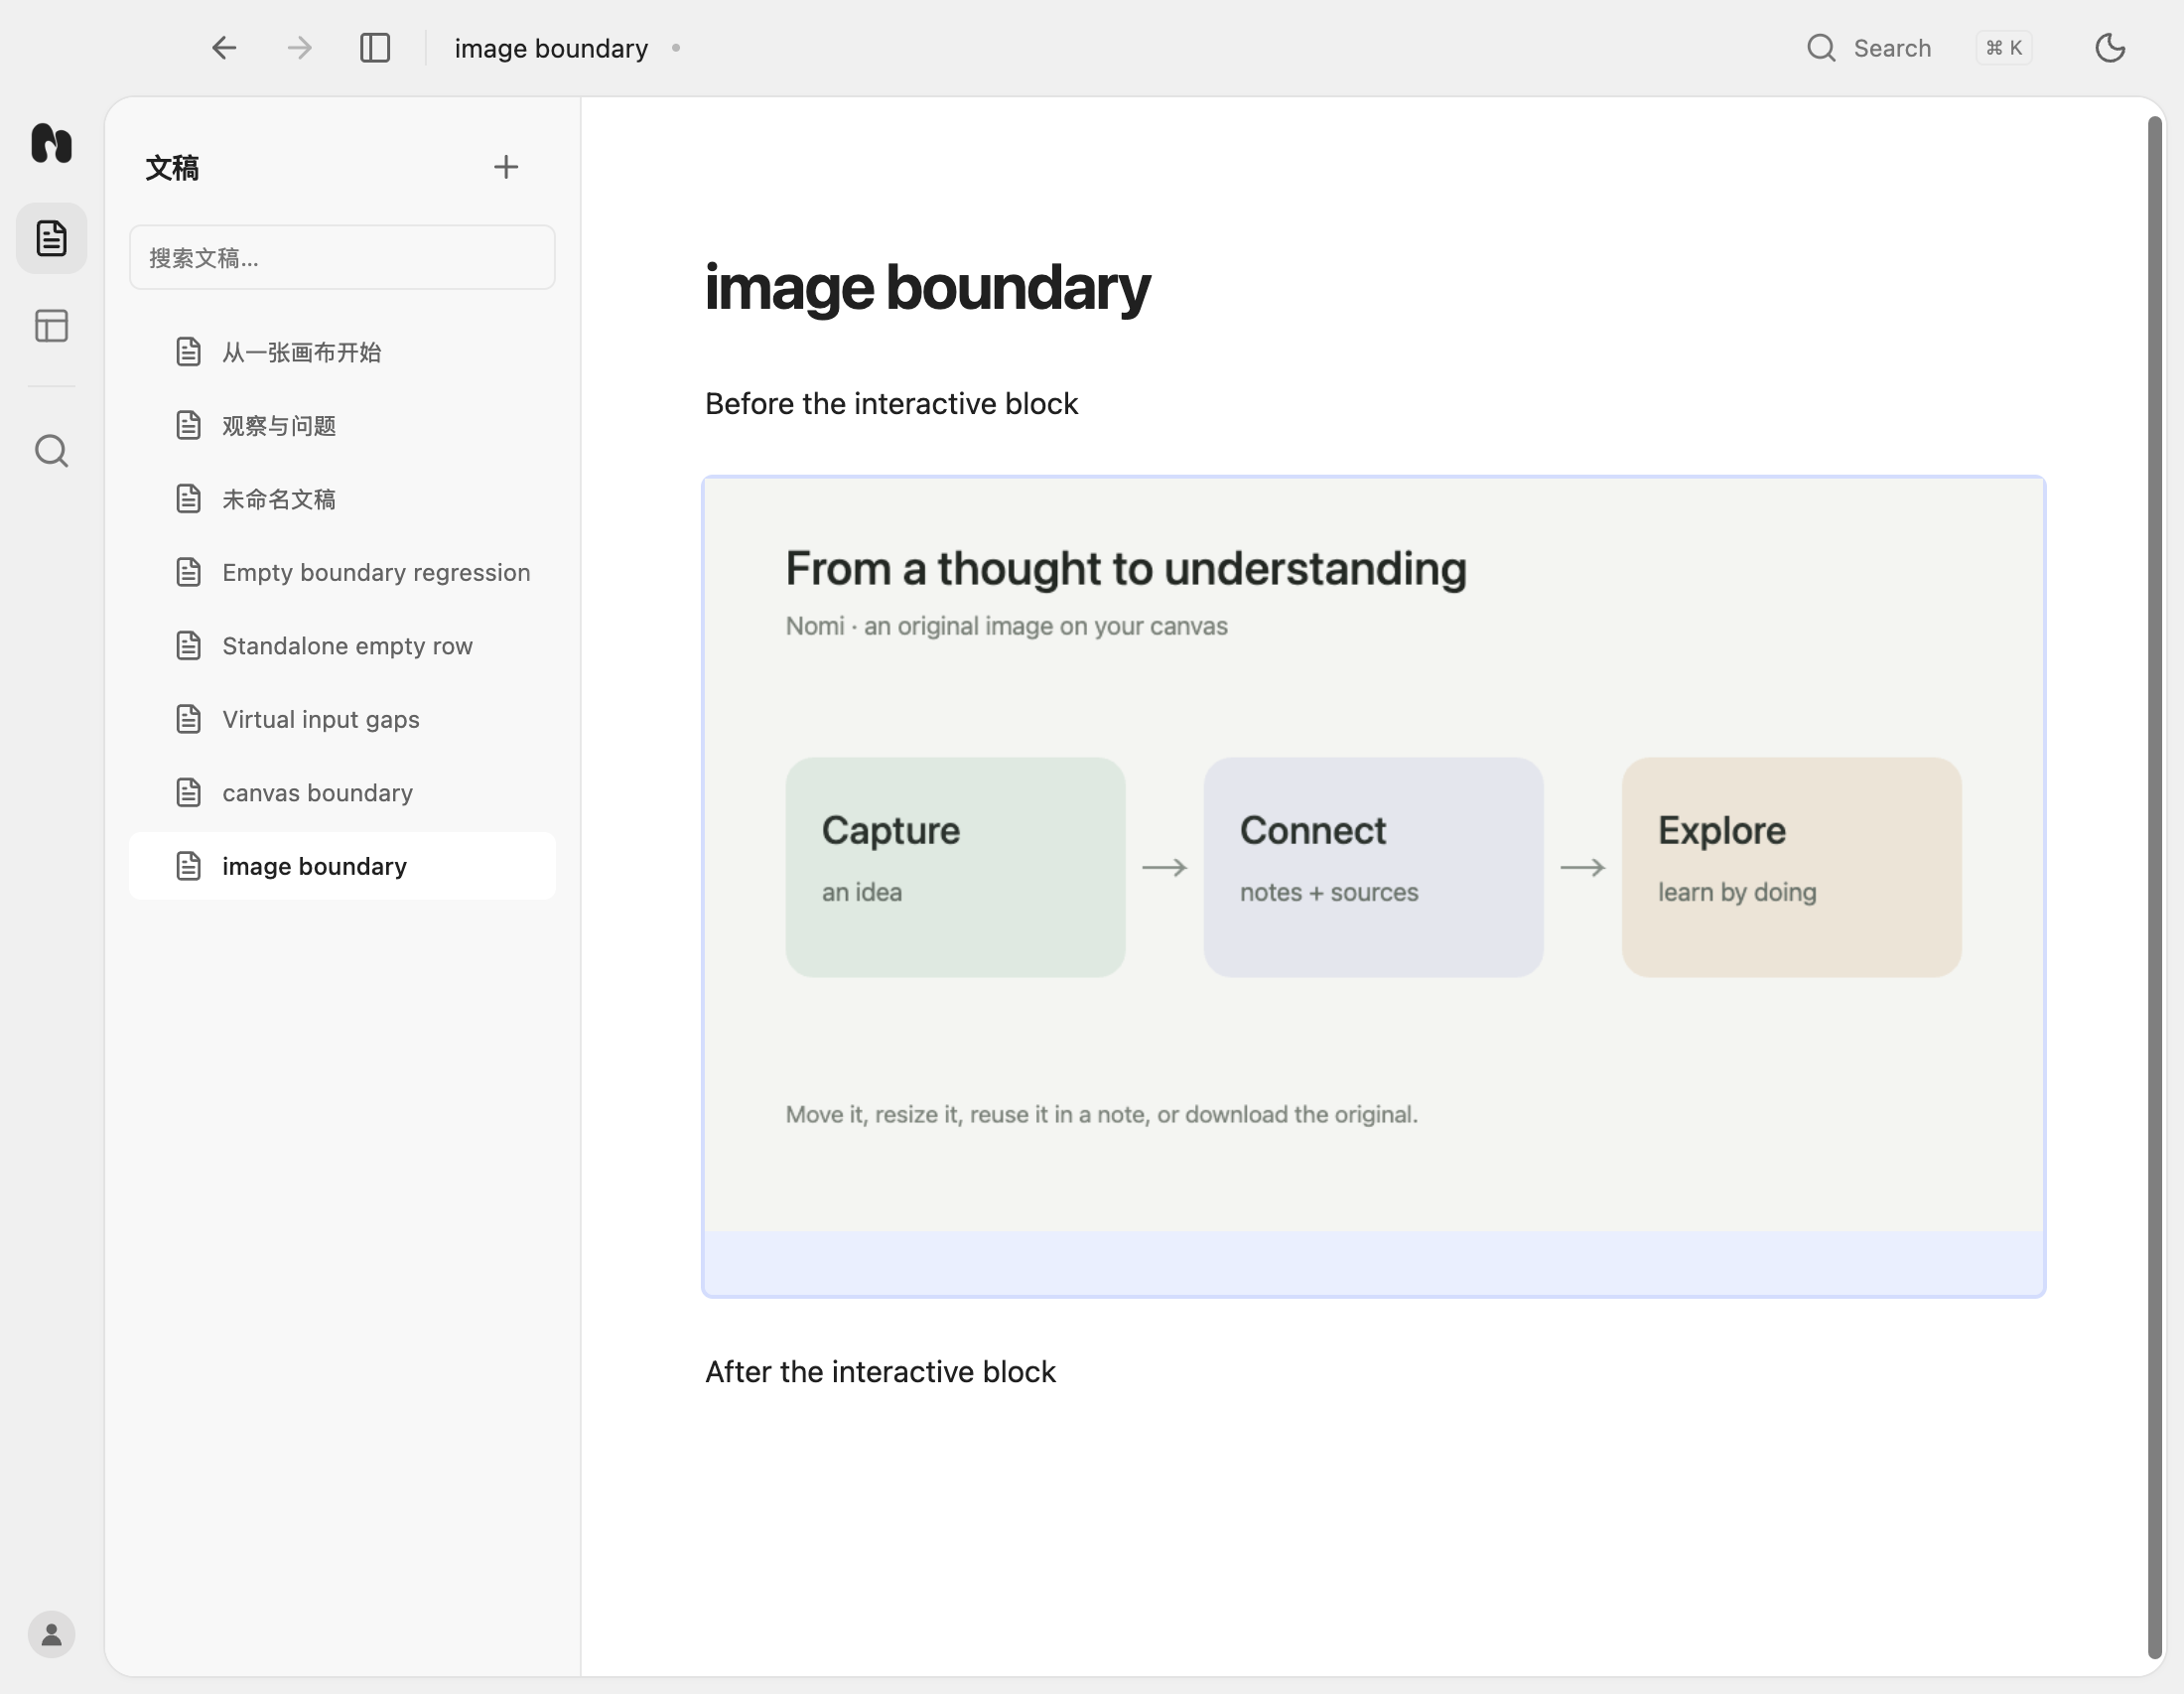 image boundary
Search
⌘ K
文稿
搜索文稿...
从一张画布开始
观察与问题
未命名文稿
Empty boundary regression
Standalone empty row
Virtual input gaps
canvas boundary
image boundary
image boundary
Before the interactive block
From a thought to understanding
Nomi · an original image on your canvas
Capture
an idea
Connect
notes + sources
Explore
learn by doing
Move it, resize it, reuse it in a note, or download the original.
After the interactive block